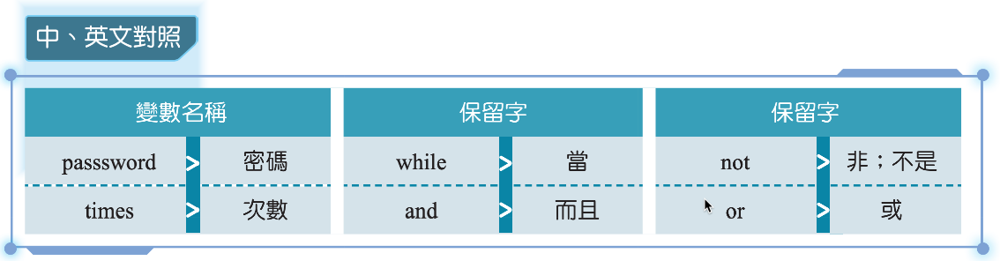 中、英文對照
變數名稱 保留字 保留字
passsword > 密碼 while > 當 not > 非；不是
times > 次數 and > 而且 or > 或